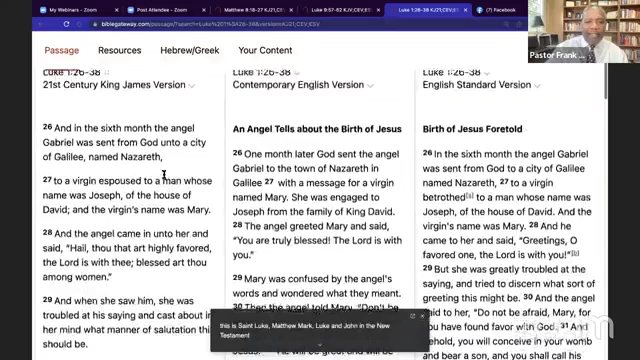 My Webinars - Zoom
Post Attendee - Zoom
Matthew 8:18-27 KJ21;CEV;ESV
Luke 9:57-62 KJ21;CEV;ESV
Luke 1:26-38 KJ21;CEV;ESV
(2) Facebook
biblegateway.com/passage/?search=Luke%201%3A26-38&version=KJ21;CEV;ESV
Passage
Resources
Hebrew/Greek
Your Content
Pastor Frank
Luke 1:26-38
21st Century King James Version
26 And in the sixth month the angel
Gabriel was sent from God unto a city
of Galilee, named Nazareth,
27 to a virgin espoused to a man whose
name was Joseph, of the house of
David; and the virgin's name was Mary.
28 And the angel came in unto her and
said, "Hail, thou that art highly favored,
the Lord is with thee; blessed art thou
among women."
29 And when she saw him, she was
troubled at his saying and cast about in
her mind what manner of salutation this
should be.
Luke 1:26-38
Contemporary English Version
An Angel Tells about the Birth of Jesus
26 One month later God sent the angel
Gabriel to the town of Nazareth in
Galilee 27 with a message for a virgin
named Mary. She was engaged to
Joseph from the family of King David.
28 The angel greeted Mary and said,
"You are truly blessed! The Lord is with
you."
29 Mary was confused by the angel's
words and wondered what they meant.
30 Then the angel told Mary, "Don't
this is Saint Luke, Matthew Mark, Luke and John in the New
Testament
Luke 1:26-38
English Standard Version
Birth of Jesus Foretold
26 In the sixth month the angel Gabriel
was sent from God to a city of Galilee
named Nazareth, 27 to a virgin
betrothed[a] to a man whose name was
Joseph, of the house of David. And the
virgin's name was Mary. 28 And he
came to her and said, "Greetings, O
favored one, the Lord is with you!"[b]
29 But she was greatly troubled at the
saying, and tried to discern what sort of
greeting this might be. 30 And the angel
said to her, "Do not be afraid, Mary, for
you have found favor with God. 31 And
behold, you will conceive in your womb
and bear a son, and you shall call his